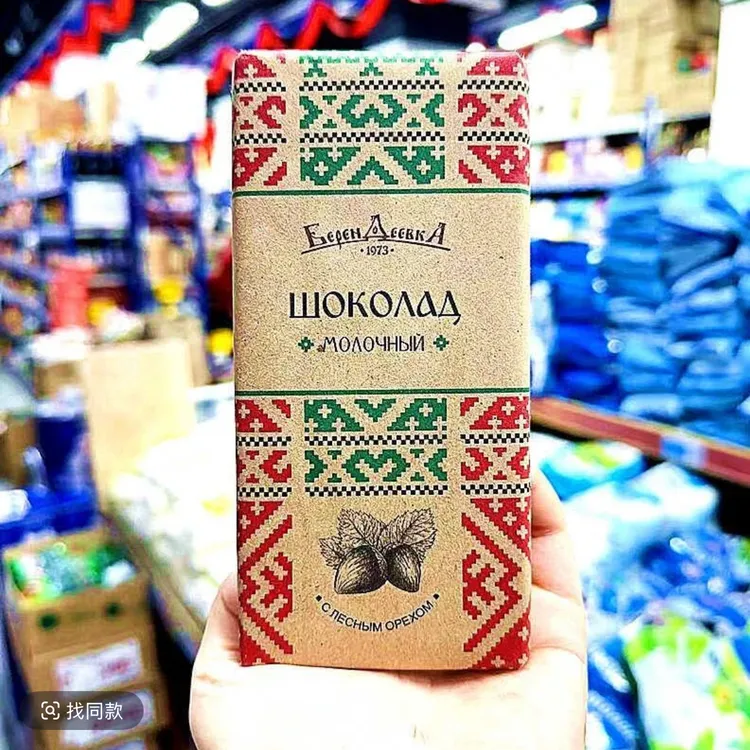 БеренДеевкА
·1973·
ШОКОЛАД
МОЛОЧНЫЙ
• С ЛЕСНЫМ ОРЕХОМ •
找同款